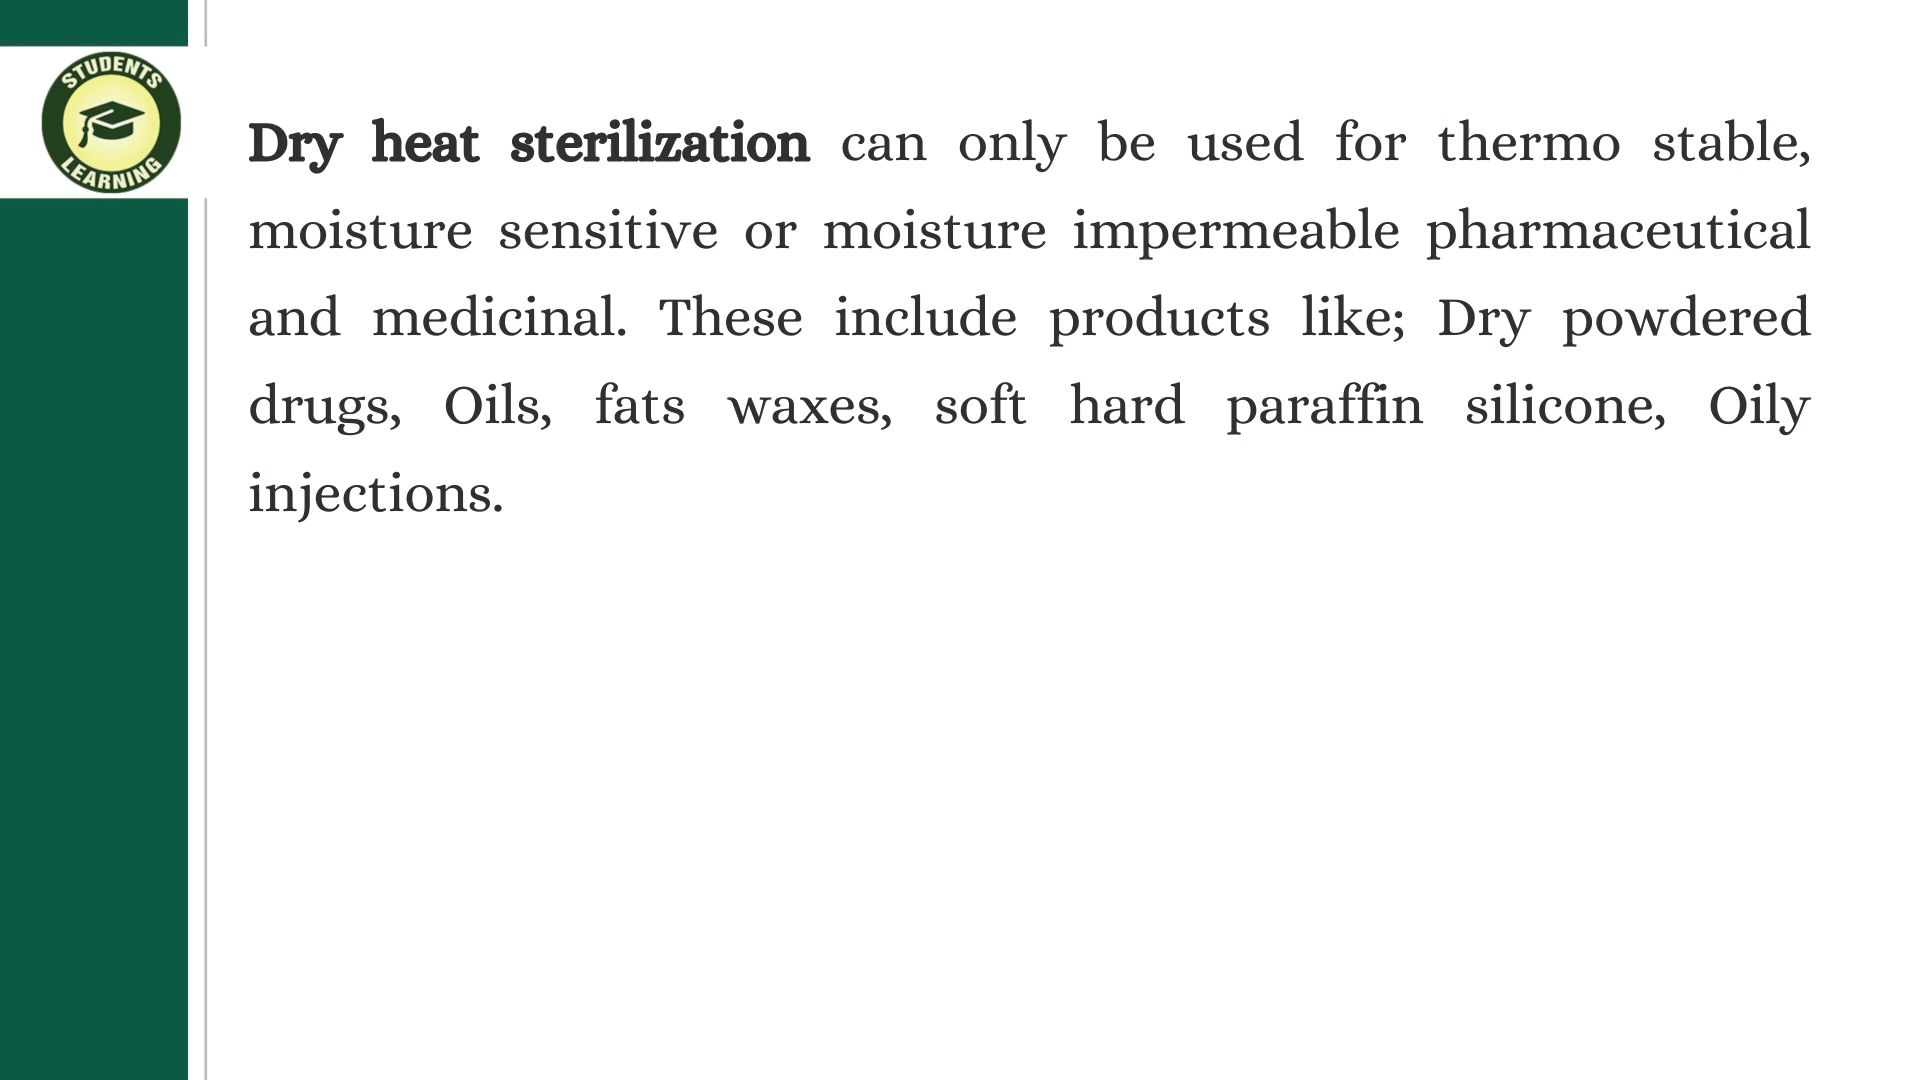 STUDENTS
LEARNING
Dry heat sterilization can only be used for thermo stable,
moisture sensitive or moisture impermeable pharmaceutical
and medicinal. These include products like; Dry powdered
drugs, Oils, fats waxes, soft hard paraffin silicone, Oily
injections.